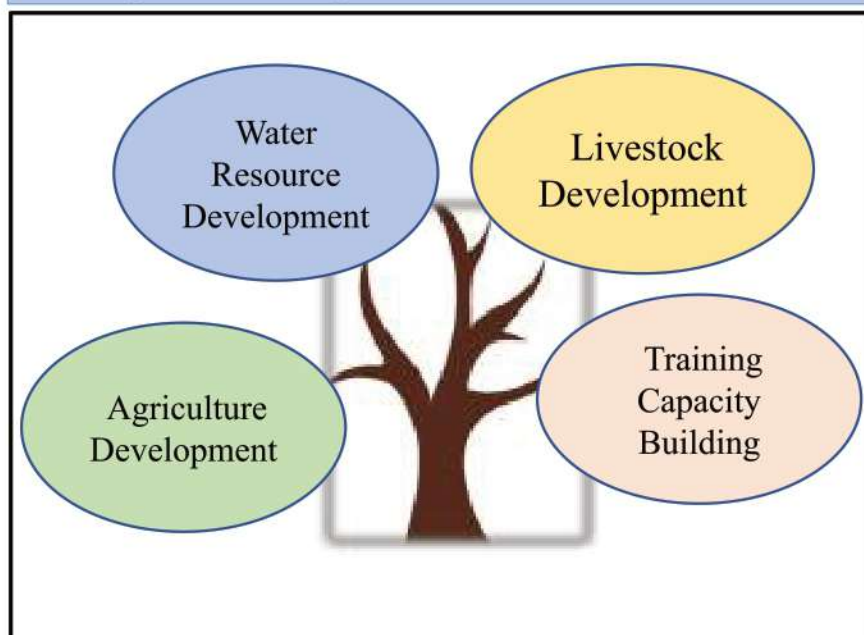 Water
Resource
Development
Livestock
Development
Agriculture
Development
Training
Capacity
Building